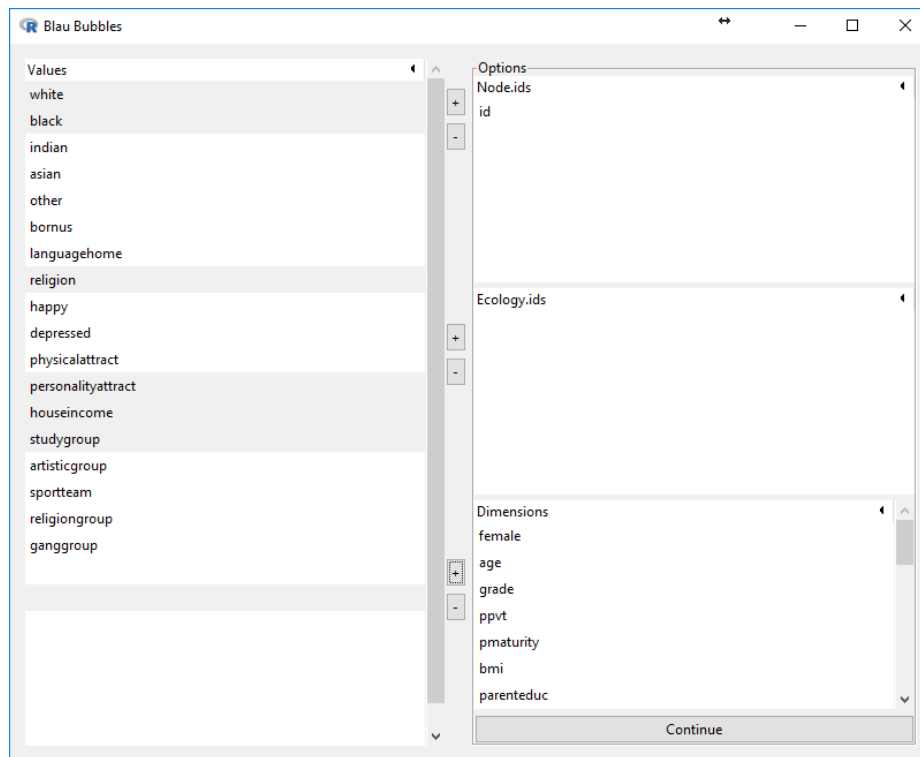 Blau Bubbles
Values
white
black
indian
asian
other
bornus
languagehome
religion
happy
depressed
physicalattract
personalityattract
houseincome
studygroup
artisticgroup
sportteam
religiongroup
ganggroup
+
-
+
-
+
-
Options
Node.ids
id
Ecology.ids
Dimensions
female
age
grade
ppvt
pmaturity
bmi
parenteduc
Continue